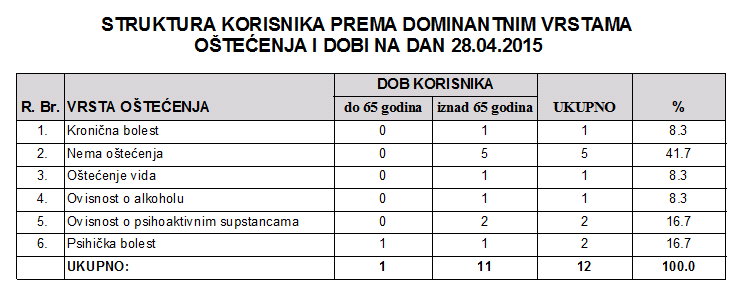 STRUKTURA KORISNIKA PREMA DOMINANTNIM VRSTAMA
OŠTEĆENJA I DOBI NA DAN 28.04.2015
DOB KORISNIKA
R. Br. VRSTA OŠTEĆENJA do 65 godina iznad 65 godina UKUPNO %
1. Kronična bolest 0 1 1 8.3
2. Nema oštećenja 0 5 5 41.7
3. Oštećenje vida 0 1 1 8.3
4. Ovisnost o alkoholu 0 1 1 8.3
5. Ovisnost o psihoaktivnim supstancama 0 2 2 16.7
6. Psihička bolest 1 1 2 16.7
UKUPNO: 1 11 12 100.0